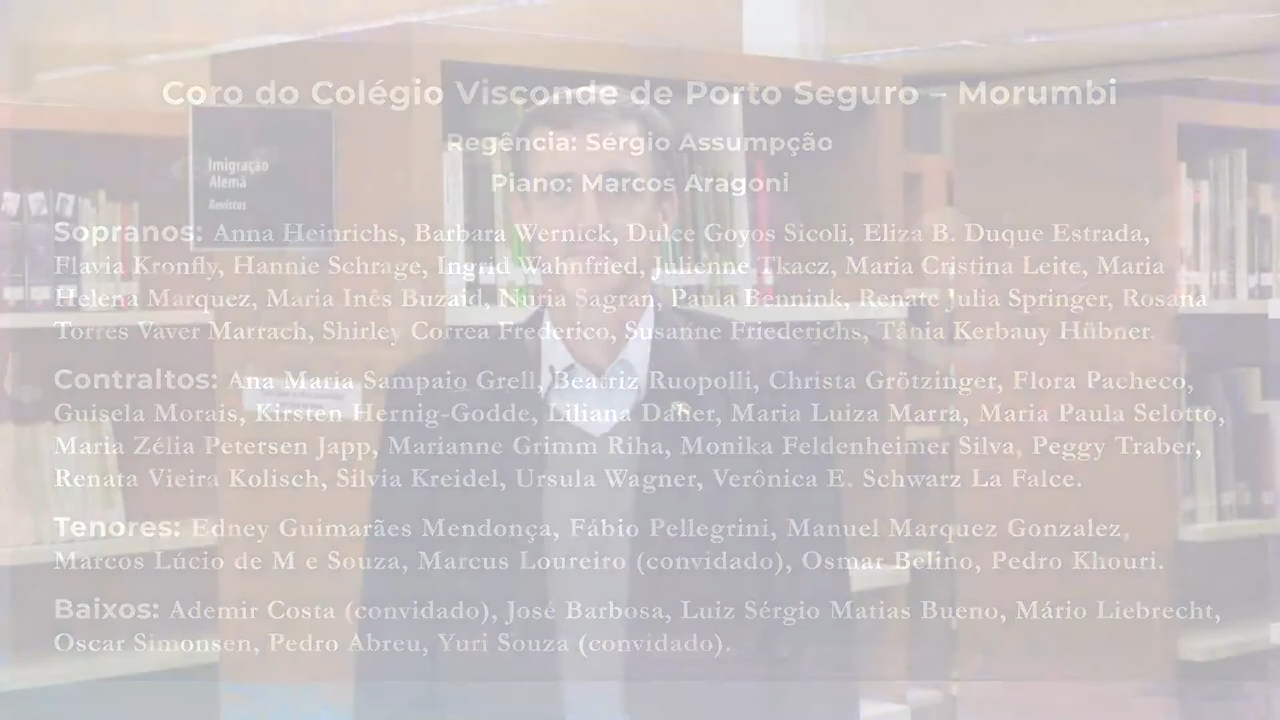 Coro do Colégio Visconde de Porto Seguro – Morumbi
Regência: Sérgio Assumpção
Piano: Marcos Aragoni
Imigração
Alemã
Revistas
Sopranos: Anna Heinrichs, Barbara Wernick, Dulce Goyos Sicoli, Eliza B. Duque Estrada,
Flavia Kronfly, Hannie Schrage, Ingrid Wahnfried, Julienne Tkacz, Maria Cristina Leite, Maria
Helena Marquez, Maria Inês Buzaid, Nuria Sagran, Paula Bennink, Renate Julia Springer, Rosana
Torres Vaver Marrach, Shirley Correa Frederico, Susanne Friederichs, Tânia Kerbauy Hübner.
Contraltos: Ana Maria Sampaio Grell, Beatriz Ruopolli, Christa Grötzinger, Flora Pacheco,
Guisela Morais, Kirsten Hernig-Godde, Liliana Daher, Maria Luiza Marra, Maria Paula Selotto,
Maria Zélia Petersen Japp, Marianne Grimm Riha, Monika Feldenheimer Silva, Peggy Traber,
Renata Vieira Kolisch, Silvia Kreidel, Ursula Wagner, Verônica E. Schwarz La Falce.
Tenores: Edney Guimarães Mendonça, Fábio Pellegrini, Manuel Marquez Gonzalez,
Marcos Lúcio de M e Souza, Marcus Loureiro (convidado), Osmar Belino, Pedro Khouri.
Baixos: Ademir Costa (convidado), José Barbosa, Luiz Sérgio Matias Bueno, Mário Liebrecht,
Oscar Simonsen, Pedro Abreu, Yuri Souza (convidado).